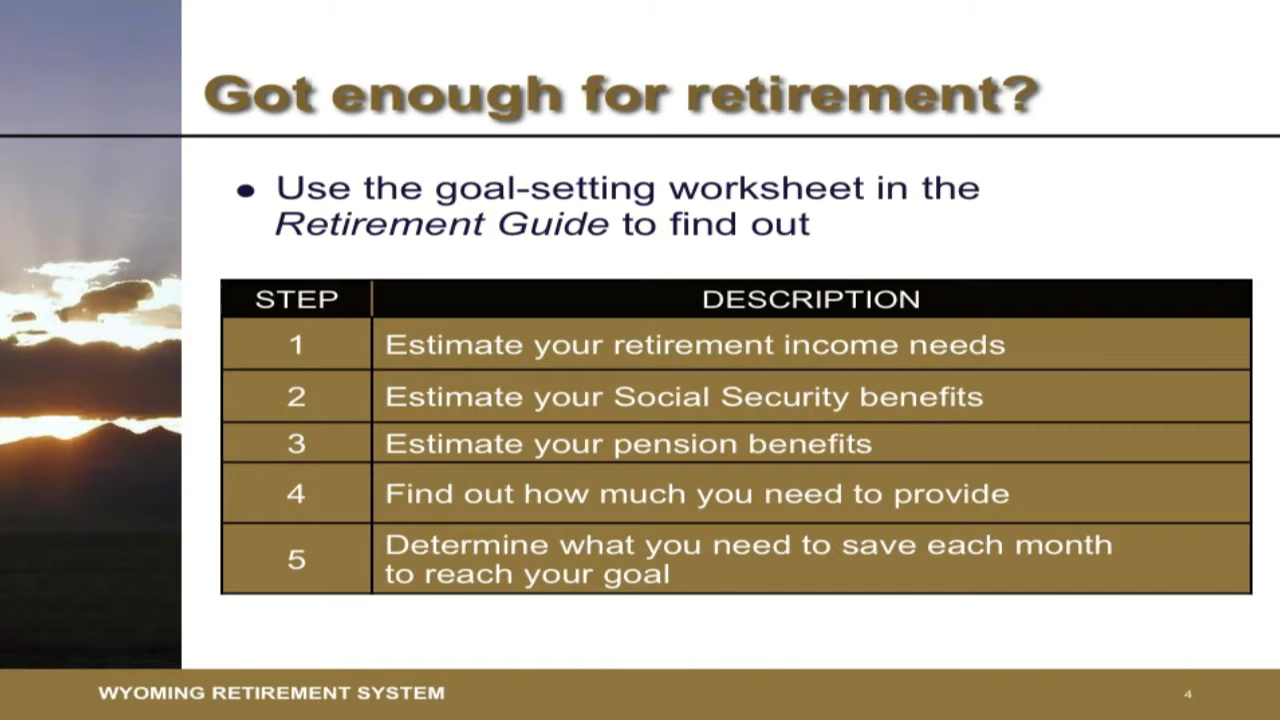 Got enough for retirement?
• Use the goal-setting worksheet in the
Retirement Guide to find out
STEP DESCRIPTION
1 Estimate your retirement income needs
2 Estimate your Social Security benefits
3 Estimate your pension benefits
4 Find out how much you need to provide
5 Determine what you need to save each month
to reach your goal
WYOMING RETIREMENT SYSTEM 4